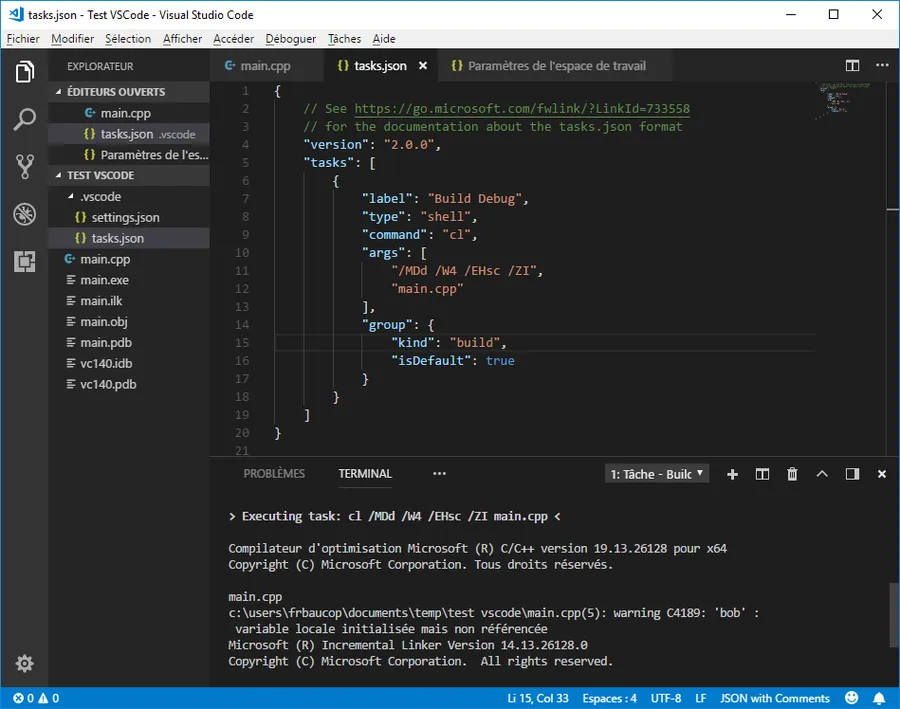 tasks.json - Test VSCode - Visual Studio Code
Fichier Modifier Sélection Afficher Accéder Déboguer Tâches Aide
EXPLORATEUR
ÉDITEURS OUVERTS
main.cpp
tasks.json .vscode
Paramètres de l'es...
TEST VSCODE
.vscode
settings.json
tasks.json
main.cpp
main.exe
main.ilk
main.obj
main.pdb
vc140.idb
vc140.pdb
main.cpp tasks.json Paramètres de l'espace de travail
1 {
2 // See https://go.microsoft.com/fwlink/?LinkId=733558
3 // for the documentation about the tasks.json format
4 "version": "2.0.0",
5 "tasks": [
6 {
7 "label": "Build Debug",
8 "type": "shell",
9 "command": "cl",
10 "args": [
11 "/MDd /W4 /EHsc /ZI",
12 "main.cpp"
13 ],
14 "group": {
15 "kind": "build",
16 "isDefault": true
17 }
18 }
19 ]
20 }
21
PROBLÈMES TERMINAL ••• 1: Tâche - Builc
> Executing task: cl /MDd /W4 /EHsc /ZI main.cpp <
Compilateur d'optimisation Microsoft (R) C/C++ version 19.13.26128 pour x64
Copyright (C) Microsoft Corporation. Tous droits réservés.
main.cpp
c:\users\frbaucop\documents\temp\test vscode\main.cpp(5): warning C4189: 'bob' :
variable locale initialisée mais non référencée
Microsoft (R) Incremental Linker Version 14.13.26128.0
Copyright (C) Microsoft Corporation.  All rights reserved.
0 0 Li 15, Col 33 Espaces : 4 UTF-8 LF JSON with Comments